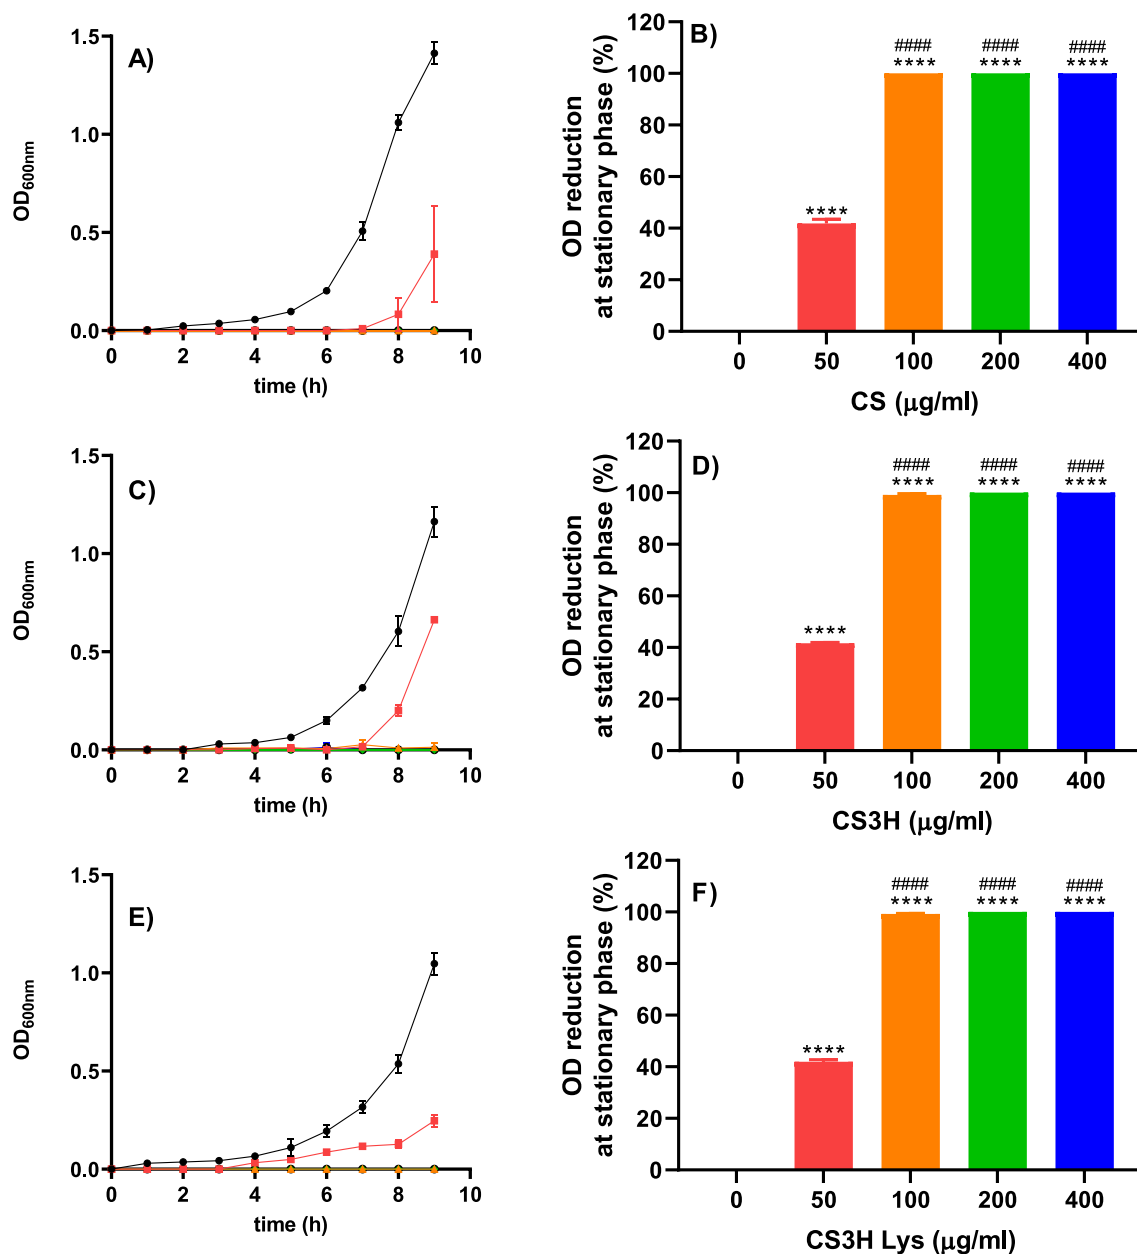 A)
OD600nm
1.5
1.0
0.5
0.0
0 2 4 6 8 10
time (h)
B)
OD reduction
at stationary phase (%)
120
100
80
60
40
20
0
#### #### ####
**** **** **** ****
0 50 100 200 400
CS (μg/ml)
C)
OD600nm
1.5
1.0
0.5
0.0
0 2 4 6 8 10
time (h)
D)
OD reduction
at stationary phase (%)
120
100
80
60
40
20
0
#### #### ####
**** **** **** ****
0 50 100 200 400
CS3H (μg/ml)
E)
OD600nm
1.5
1.0
0.5
0.0
0 2 4 6 8 10
time (h)
F)
OD reduction
at stationary phase (%)
120
100
80
60
40
20
0
#### #### ####
**** **** **** ****
0 50 100 200 400
CS3H Lys (μg/ml)